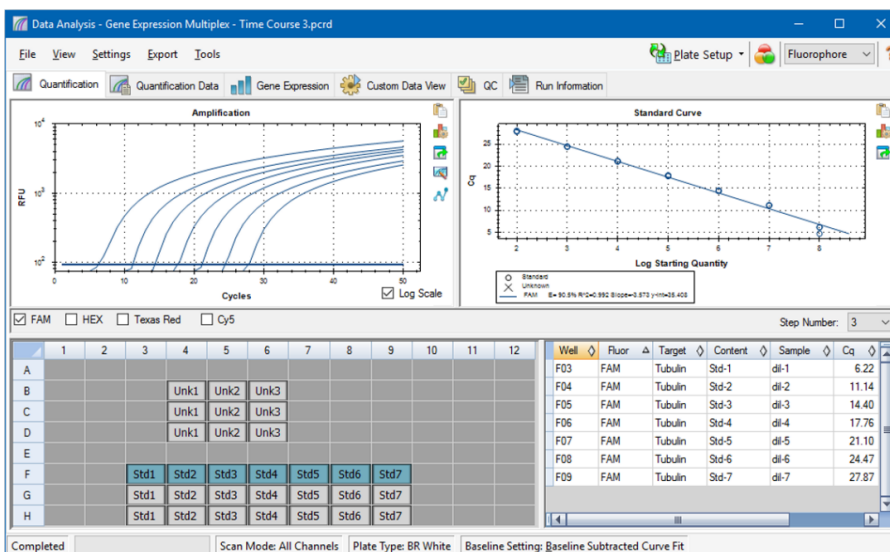 Data Analysis - Gene Expression Multiplex - Time Course 3.pcrd
File View Settings Export Tools Plate Setup Fluorophore
Quantification Quantification Data Gene Expression Custom Data View QC Run Information
Amplification
10^4
10^3
10^2
RFU
0 10 20 30 40 50
Cycles
Log Scale
Standard Curve
25
20
15
10
5
Cq
2 3 4 5 6 7 8
Log Starting Quantity
Standard
Unknown
FAM E= 90.5% R^2=0.992 Slope=-3.573 y-int=35.403
FAM HEX Texas Red Cy5 Step Number: 3
1 2 3 4 5 6 7 8 9 10 11 12
A
B Unk1 Unk2 Unk3
C Unk1 Unk2 Unk3
D Unk1 Unk2 Unk3
E
F Std1 Std2 Std3 Std4 Std5 Std6 Std7
G Std1 Std2 Std3 Std4 Std5 Std6 Std7
H Std1 Std2 Std3 Std4 Std5 Std6 Std7
Well Fluor Target Content Sample Cq
F03 FAM Tubulin Std-1 dil-1 6.22
F04 FAM Tubulin Std-2 dil-2 11.14
F05 FAM Tubulin Std-3 dil-3 14.40
F06 FAM Tubulin Std-4 dil-4 17.76
F07 FAM Tubulin Std-5 dil-5 21.10
F08 FAM Tubulin Std-6 dil-6 24.47
F09 FAM Tubulin Std-7 dil-7 27.87
Completed Scan Mode: All Channels Plate Type: BR White Baseline Setting: Baseline Subtracted Curve Fit